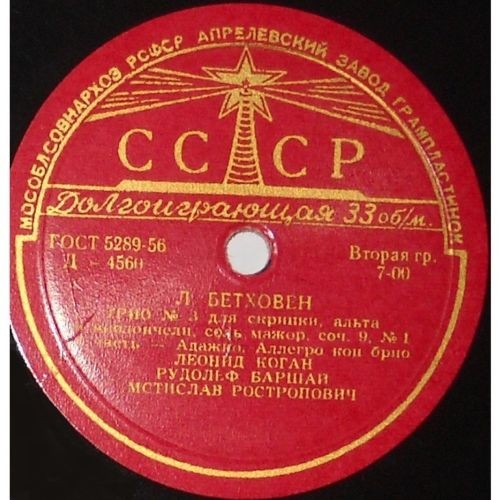 МОСОБЛСОВНАРХОЗ РСФСР АПРЕЛЕВСКИЙ ЗАВОД ГРАМПЛАСТИНОК
СССР
Долгоиграющая 33 об/м.
ГОСТ 5289-56
Д - 4560
Вторая гр.
7-00
Л. БЕТХОВЕН
ТРИО № 3 для скрипки, альта
и виолончели, соль мажор, соч. 9, № 1
часть — Адажио, Аллегро кон брио
ЛЕОНИД КОГАН
РУДОЛЬФ БАРШАЙ
МСТИСЛАВ РОСТРОПОВИЧ